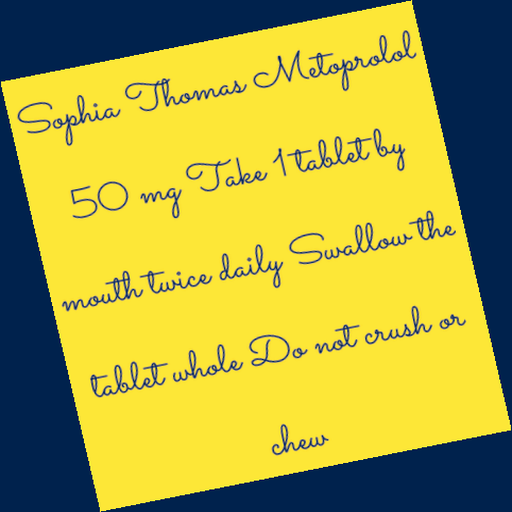 Sophia Thomas Metoprolol
50 mg Take 1 tablet by
mouth twice daily Swallow the
tablet whole Do not crush or
chew